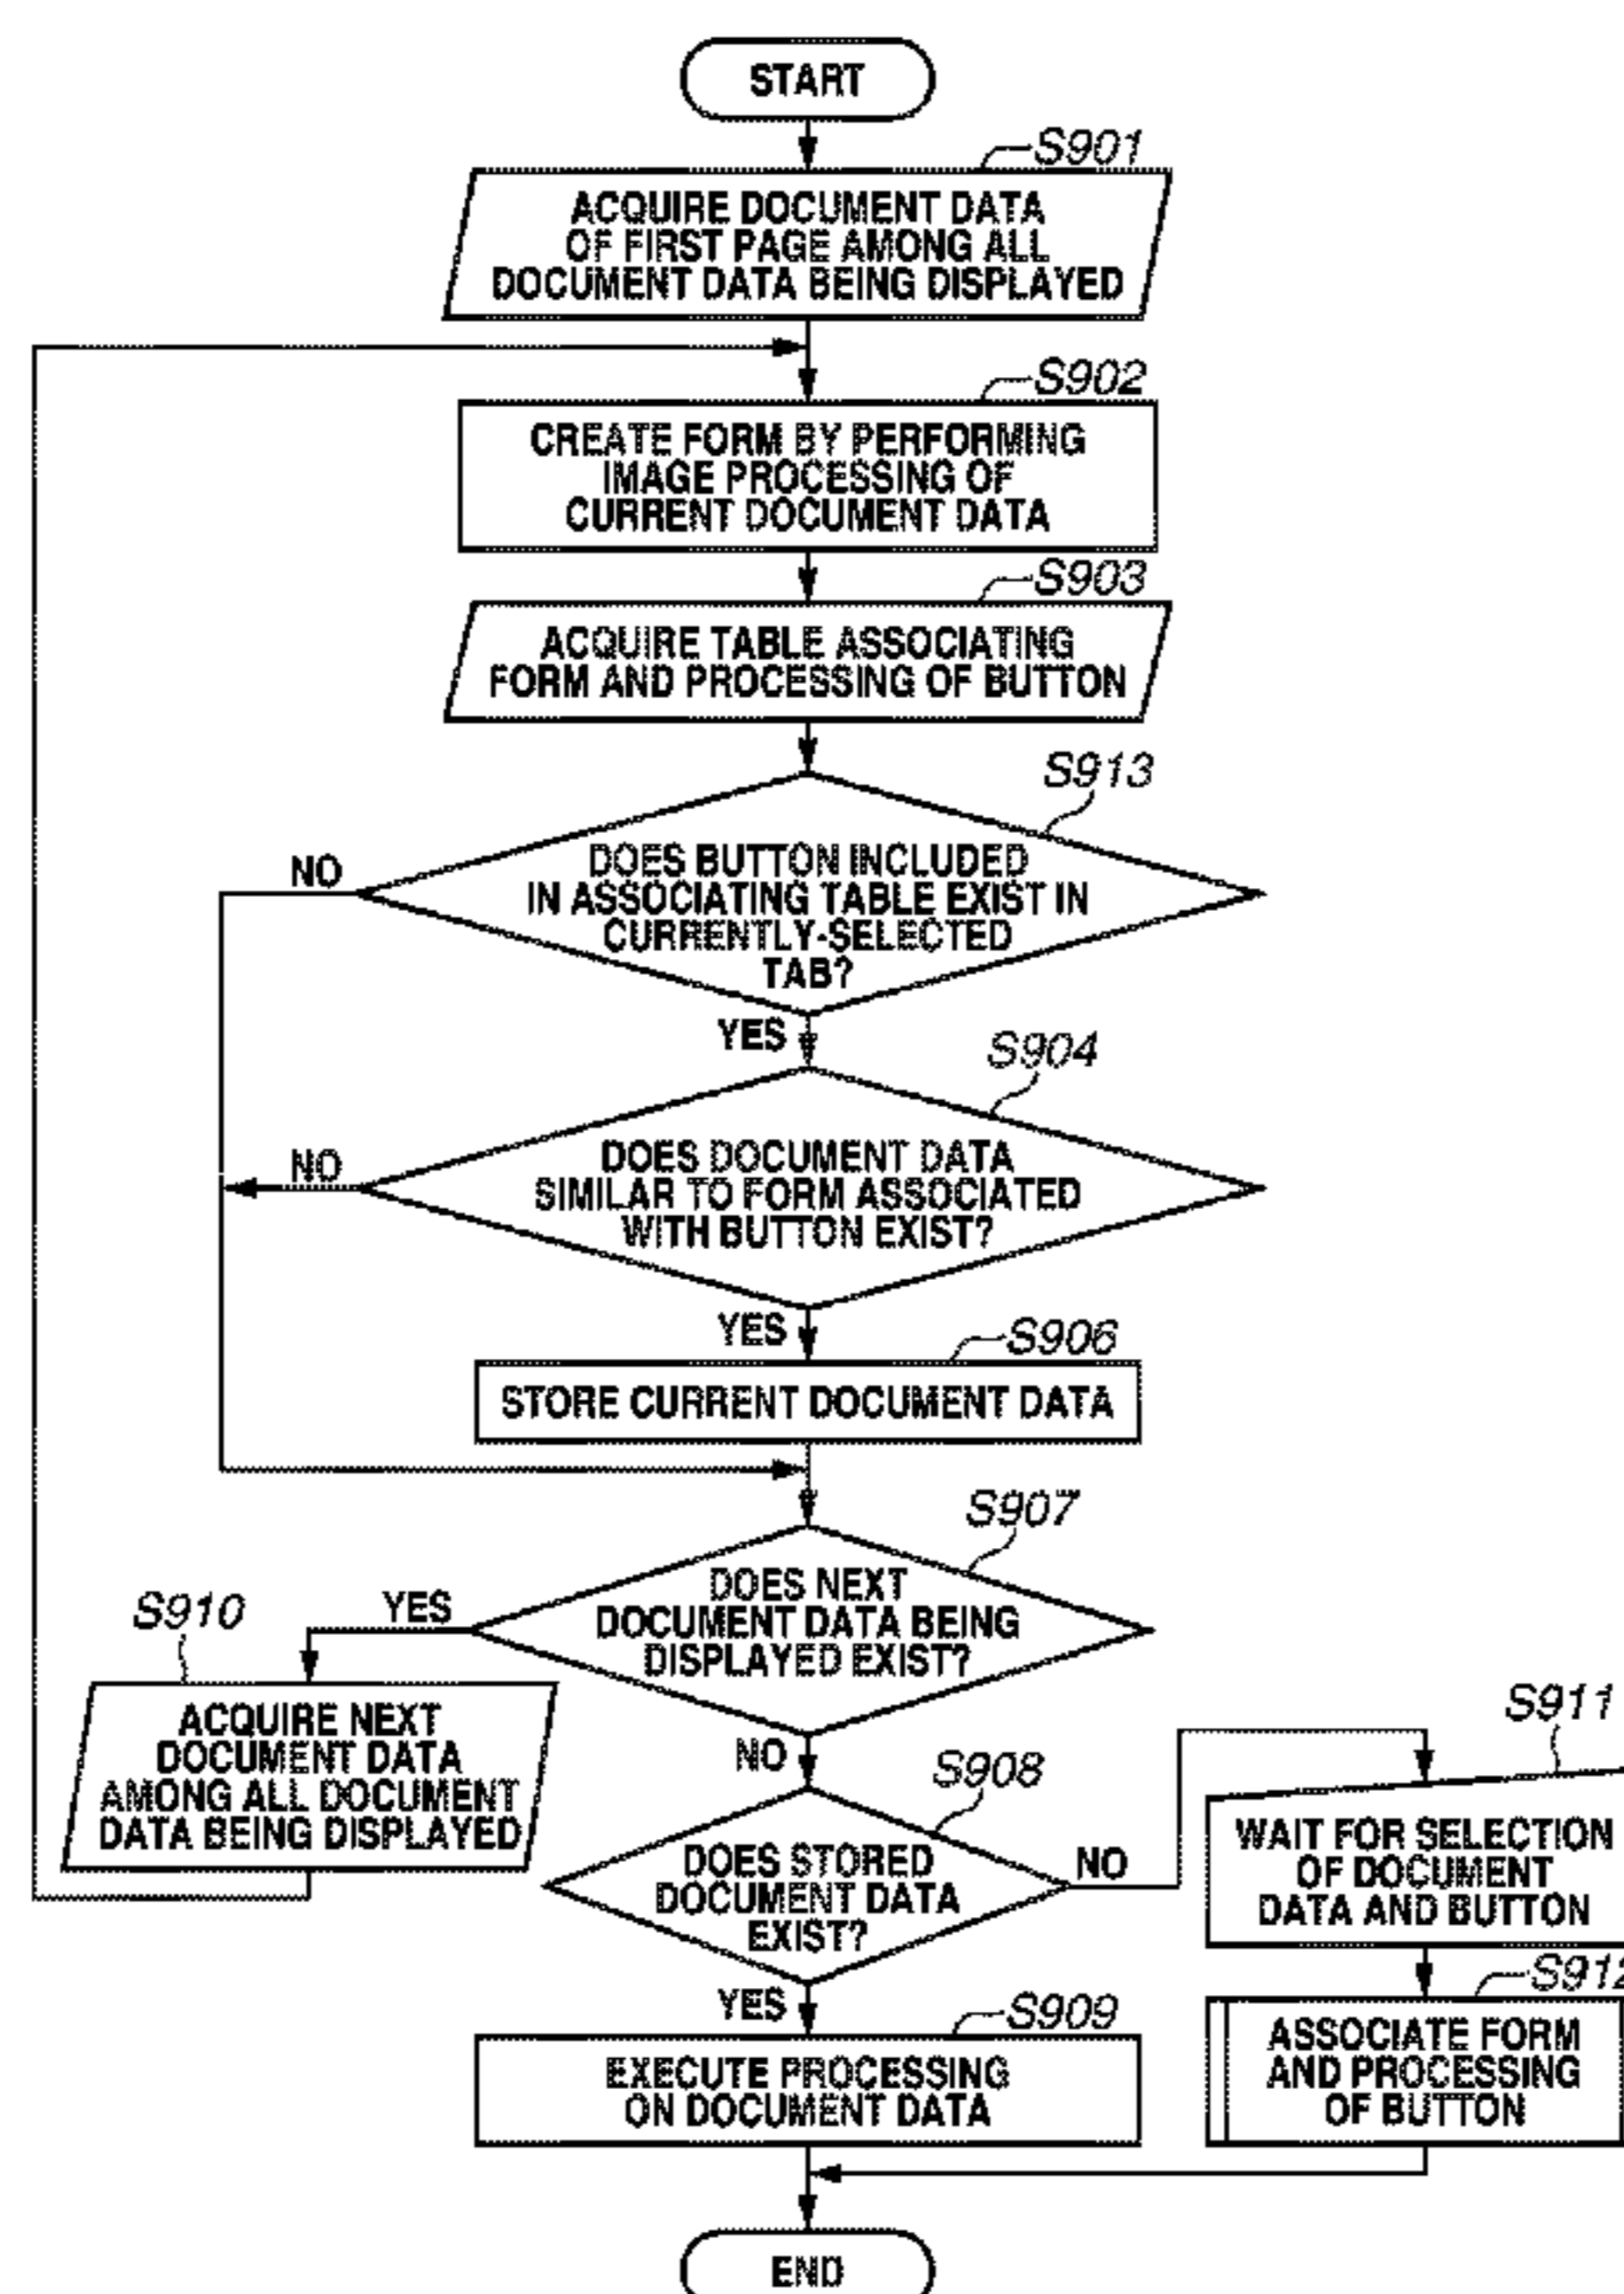 START
S901
ACQUIRE DOCUMENT DATA
OF FIRST PAGE AMONG ALL
DOCUMENT DATA BEING DISPLAYED
S902
CREATE FORM BY PERFORMING
IMAGE PROCESSING OF
CURRENT DOCUMENT DATA
S903
ACQUIRE TABLE ASSOCIATING
FORM AND PROCESSING OF BUTTON
S913
DOES BUTTON INCLUDED
IN ASSOCIATING TABLE EXIST IN
CURRENTLY-SELECTED
TAB?
NO
YES
S904
DOES DOCUMENT DATA
SIMILAR TO FORM ASSOCIATED
WITH BUTTON EXIST?
NO
YES
S906
STORE CURRENT DOCUMENT DATA
S907
DOES NEXT
DOCUMENT DATA BEING
DISPLAYED EXIST?
YES
S910
ACQUIRE NEXT
DOCUMENT DATA
AMONG ALL DOCUMENT
DATA BEING DISPLAYED
NO
S908
DOES STORED
DOCUMENT DATA
EXIST?
NO
S911
WAIT FOR SELECTION
OF DOCUMENT
DATA AND BUTTON
YES
S909
EXECUTE PROCESSING
ON DOCUMENT DATA
S912
ASSOCIATE FORM
AND PROCESSING
OF BUTTON
END